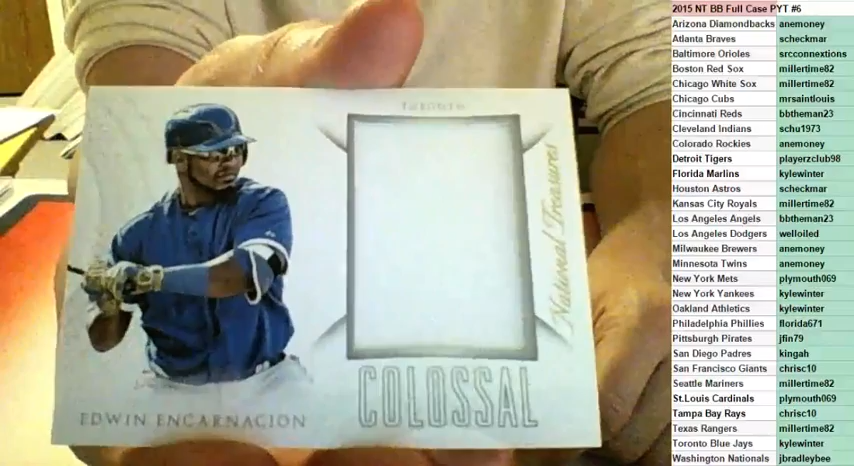 TORONTO
National Treasures
COLOSSAL
EDWIN ENCARNACION
2015 NT BB Full Case PYT #6
Arizona Diamondbacks anemoney
Atlanta Braves scheckmar
Baltimore Orioles srcconnextions
Boston Red Sox millertime82
Chicago White Sox millertime82
Chicago Cubs mrsaintlouis
Cincinnati Reds bbtheman23
Cleveland Indians schu1973
Colorado Rockies anemoney
Detroit Tigers playerzclub98
Florida Marlins kylewinter
Houston Astros scheckmar
Kansas City Royals millertime82
Los Angeles Angels bbtheman23
Los Angeles Dodgers welloiled
Milwaukee Brewers anemoney
Minnesota Twins anemoney
New York Mets plymouth069
New York Yankees kylewinter
Oakland Athletics kylewinter
Philadelphia Phillies florida671
Pittsburgh Pirates jfin79
San Diego Padres kingah
San Francisco Giants chrisc10
Seattle Mariners millertime82
St.Louis Cardinals plymouth069
Tampa Bay Rays chrisc10
Texas Rangers millertime82
Toronto Blue Jays kylewinter
Washington Nationals jbradleybee